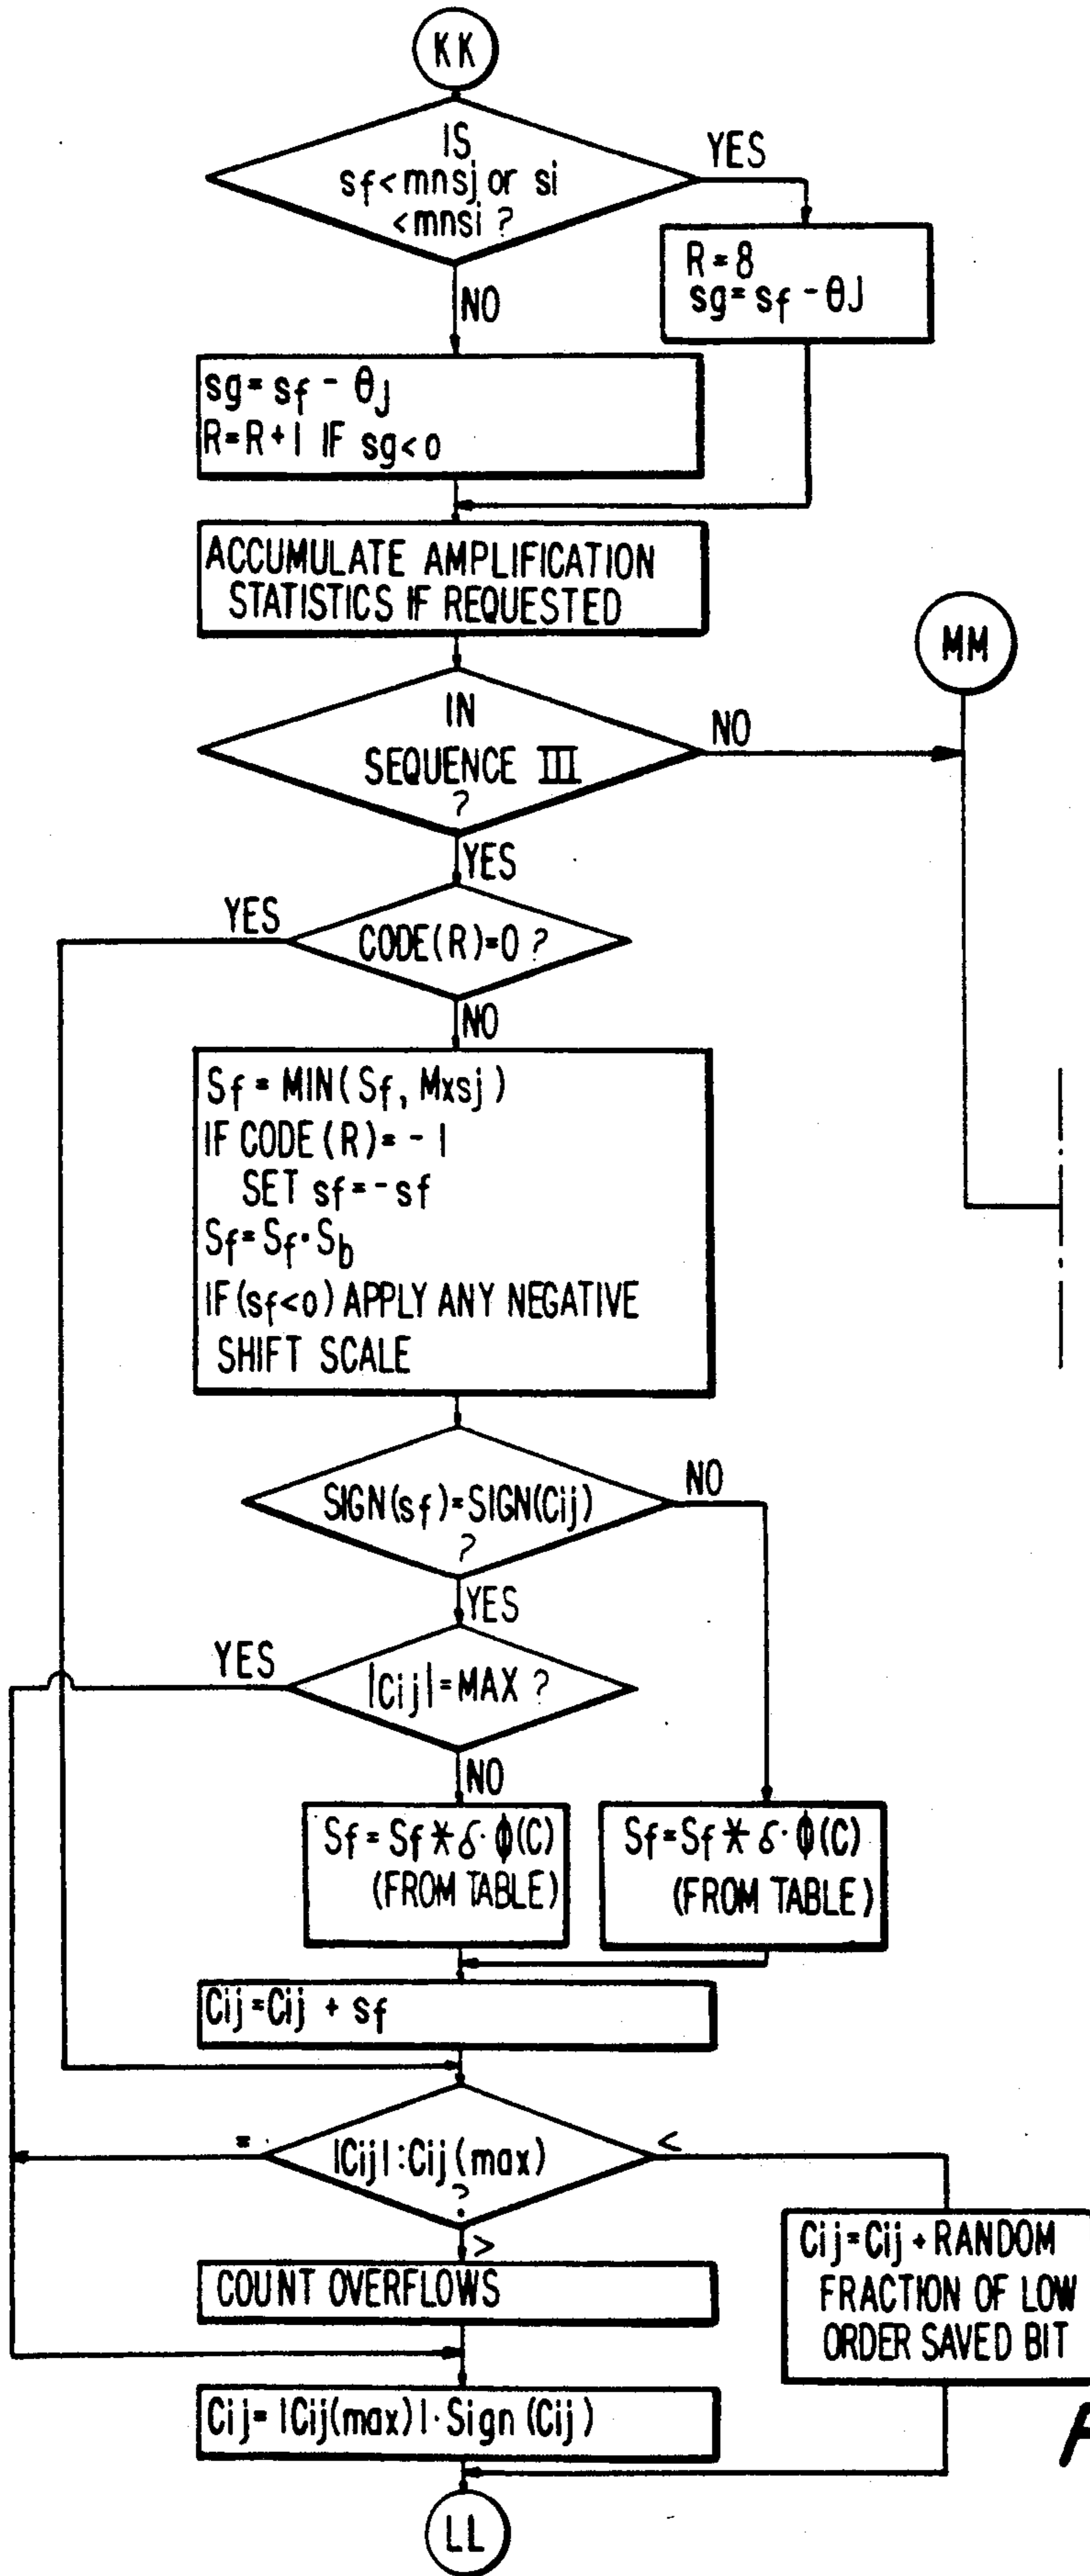 KK
IS
sf<mnsj or si
<mnsi ?
YES
R=8
sg=sf-θJ
NO
sg=sf-θJ
R=R+1 IF sg<0
ACCUMULATE AMPLIFICATION
STATISTICS IF REQUESTED
MM
IN
SEQUENCE III
?
NO
YES
YES
CODE(R)=0 ?
NO
Sf=MIN(Sf, Mxsj)
IF CODE(R)=-1
SET sf=-sf
Sf=Sf·Sb
IF (sf<0) APPLY ANY NEGATIVE
SHIFT SCALE
SIGN(sf)=SIGN(Cij)
?
NO
YES
YES
|Cij|=MAX ?
NO
Sf=Sf*δ·ϕ(C)
(FROM TABLE)
Sf=Sf*δ·ϕ(C)
(FROM TABLE)
Cij=Cij + sf
=
|Cij|:Cij(max)
?
<
>
COUNT OVERFLOWS
Cij=Cij+RANDOM
FRACTION OF LOW
ORDER SAVED BIT
Cij=|Cij(max)|·Sign(Cij)
LL